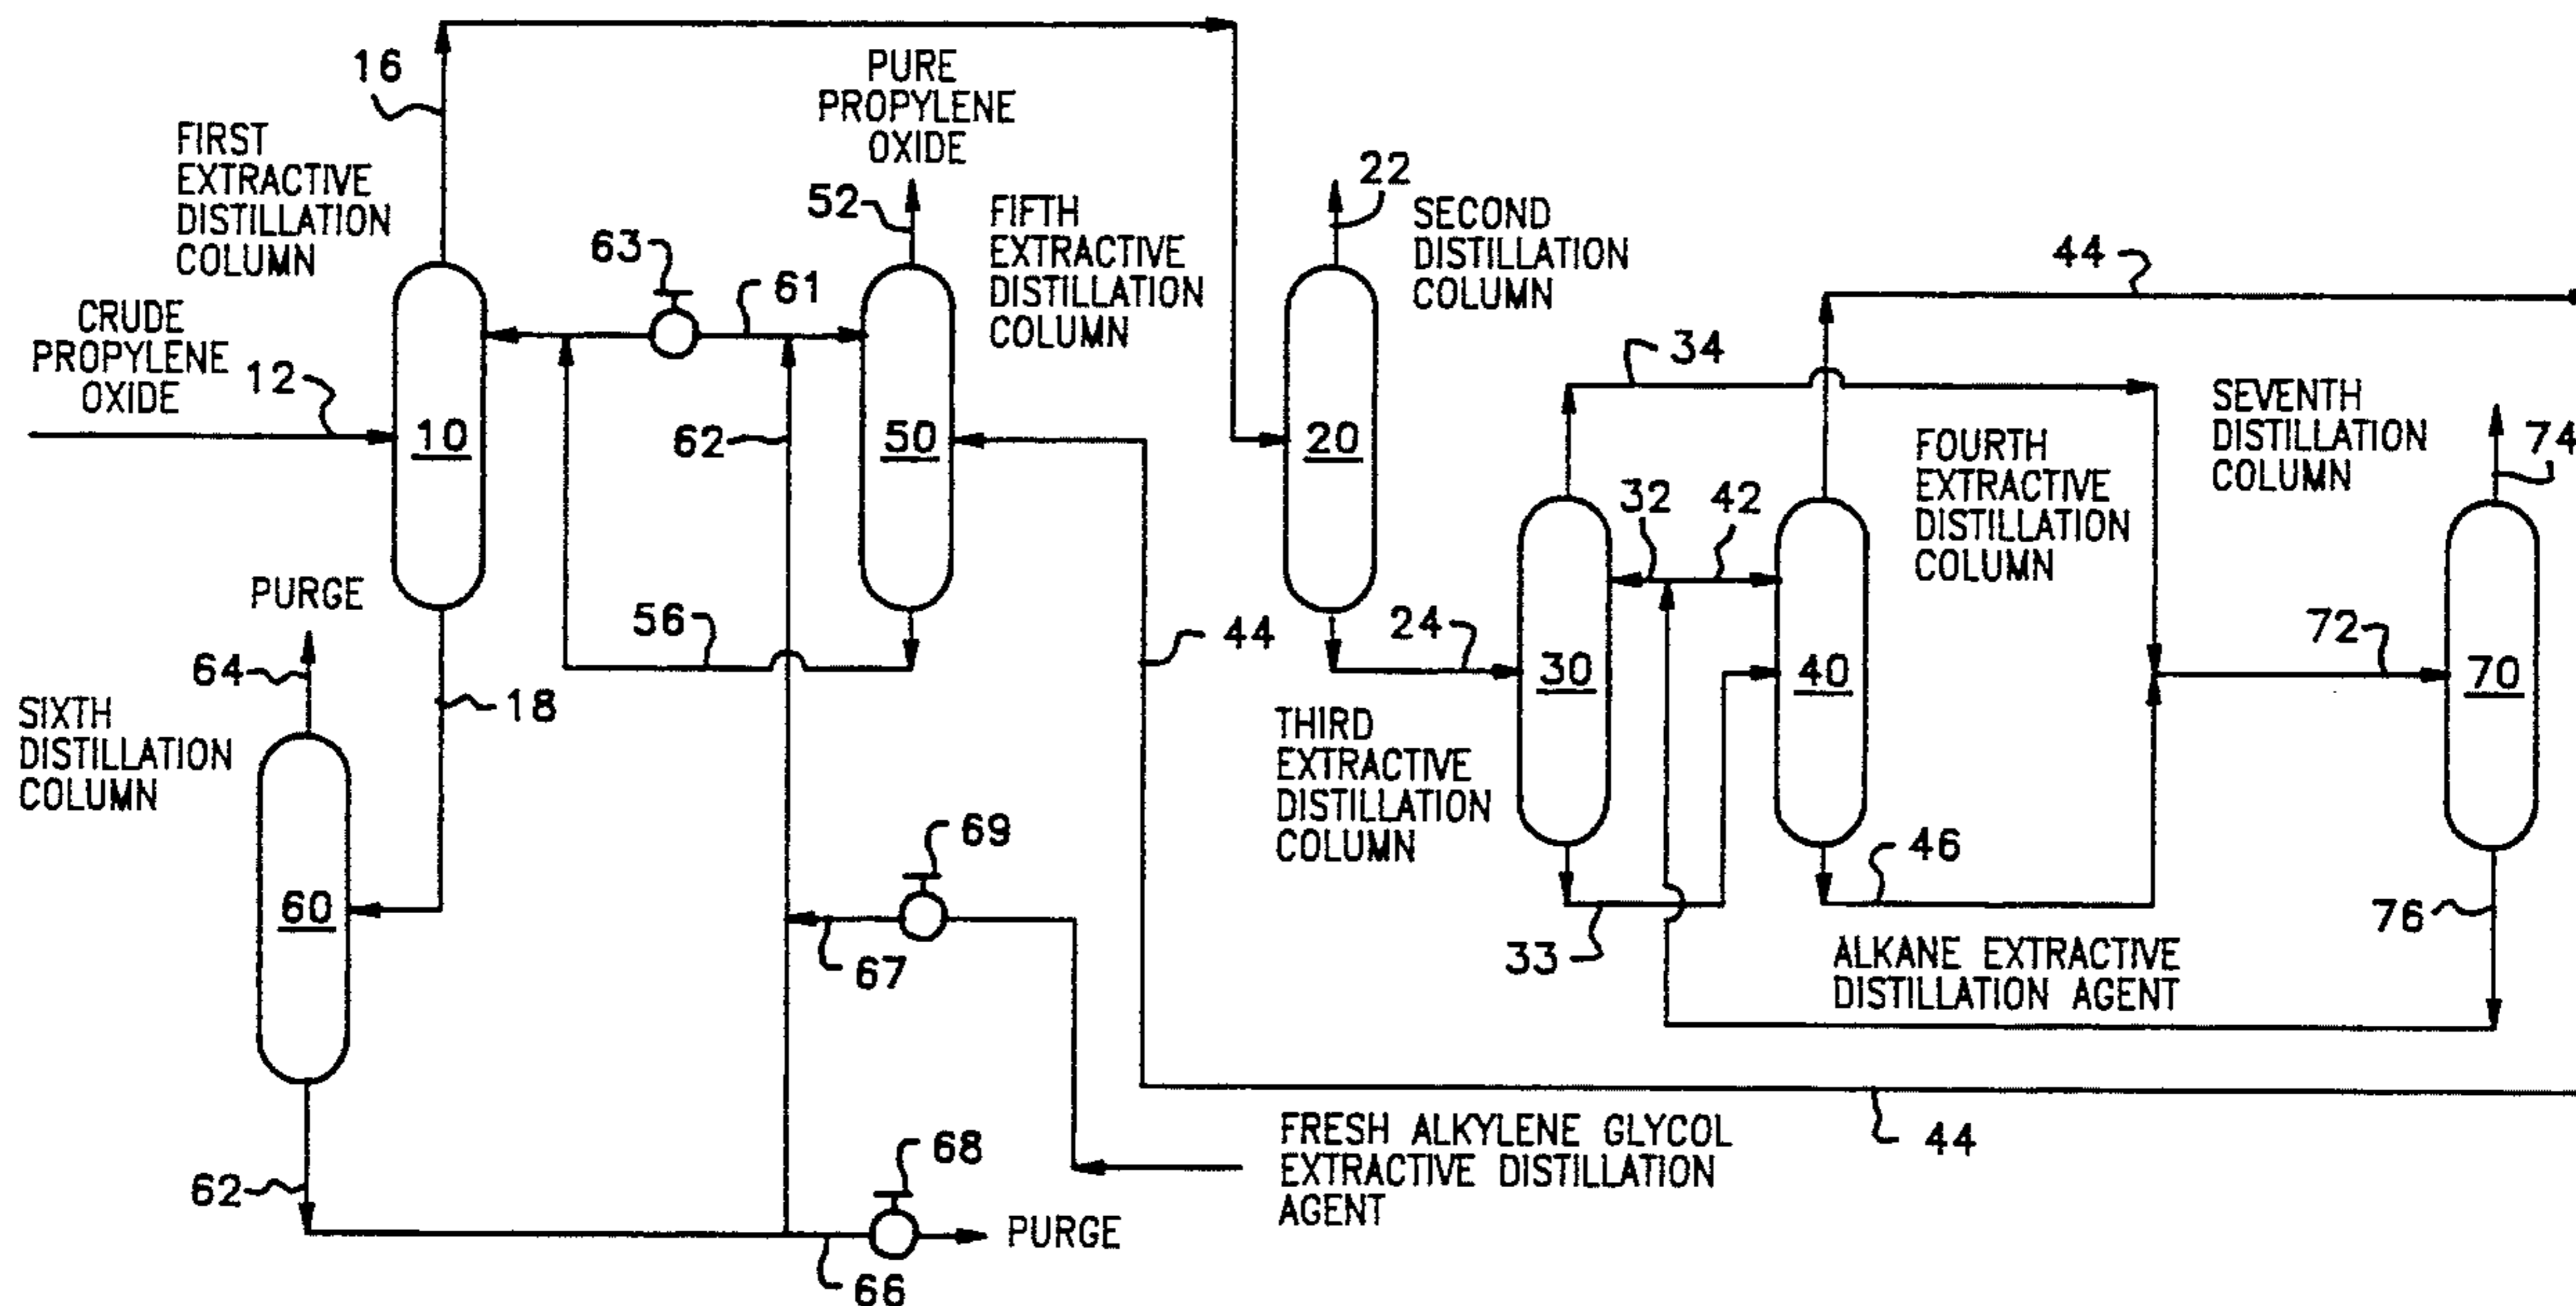 16
PURE
PROPYLENE
OXIDE
FIRST
EXTRACTIVE
DISTILLATION
COLUMN
52
FIFTH
EXTRACTIVE
DISTILLATION
COLUMN
22
SECOND
DISTILLATION
COLUMN
63
61
44
CRUDE
PROPYLENE
OXIDE
12
34
10
62
50
20
SEVENTH
DISTILLATION
COLUMN
74
FOURTH
EXTRACTIVE
DISTILLATION
COLUMN
32
42
PURGE
64
56
44
24
30
40
72
70
18
SIXTH
DISTILLATION
COLUMN
THIRD
EXTRACTIVE
DISTILLATION
COLUMN
69
46
60
67
33
76
ALKANE EXTRACTIVE
DISTILLATION AGENT
62
68
FRESH ALKYLENE GLYCOL
EXTRACTIVE DISTILLATION
AGENT
44
PURGE
66